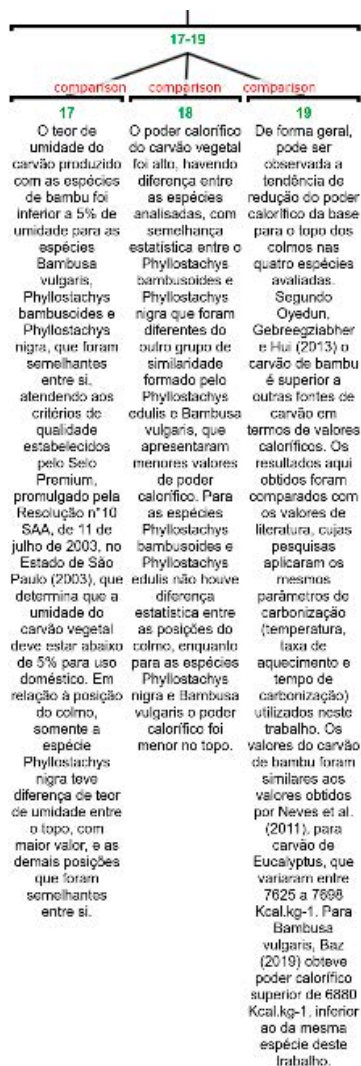 17-19
comparison comparison comparison
17
O teor de
umidade do
carvão produzido
com as espécies
de bambu foi
inferior a 5% de
umidade para as
espécies
Bambusa
vulgaris,
Phyllostachys
bambusoides e
Phyllostachys
nigra, que foram
semelhantes
entre si.
atendendo aos
critérios de
qualidade
estabelecidos
pelo Selo
Premium,
promulgado pela
Resolução n°10
SAA, de 11 de
julho de 2003, no
Estado de São
Paulo (2003), que
determina que a
umidade do
carvão vegetal
deve estar abaixo
de 5% para uso
doméstico. Em
relação à posição
do colmo,
somente a
espécie
Phyllostachys
nigra teve
diferença de teor
de umidade entre
o topo, com
maior valor, e as
demais posições
que foram
semelhantes
entre si.
18
O poder calorífico
do carvão vegetal
foi alto, havendo
diferença entre
as espécies
analisadas, com
semelhança
estatística entre o
Phyllostachys
bambusoides e
Phyllostachys
nigra que foram
diferentes do
outro grupo de
similaridade
formado pelo
Phyllostachys
edulis e Bambusa
vulgaris, que
apresentaram
menores valores
de poder
calorífico. Para
as espécies
Phyllostachys
bambusoides e
Phyllostachys
edulis não houve
diferença
estatística entre
as posições do
colmo, enquanto
para as espécies
Phyllostachys
nigra e Bambusa
vulgaris o poder
calorífico foi
menor no topo.
19
De forma geral,
pode ser
observada a
tendência de
redução do poder
calorífico da base
para o topo dos
colmos nas
quatro espécies
avaliadas.
Segundo
Oyedun,
Gebreegziabher
e Hui (2013) o
carvão de bambu
é superior a
outras fontes de
carvão em
termos de valores
caloríficos. Os
resultados aqui
obtidos foram
comparados com
os valores de
literatura, cujas
pesquisas
aplicaram os
mesmos
parâmetros de
carbonização
(temperatura,
taxa de
aquecimento e
tempo de
carbonização)
utilizados neste
trabalho. Os
valores do carvão
de bambu foram
similares aos
valores obtidos
por Neves et al.
(2011), para
carvão de
Eucalyptus, que
variaram entre
7625 a 7698
Kcal.kg-1. Para
Bambusa
vulgaris, Baz
(2019) obteve
poder calorífico
superior de 6880
Kcal.kg-1, inferior
ao da mesma
espécie deste
trabalho.